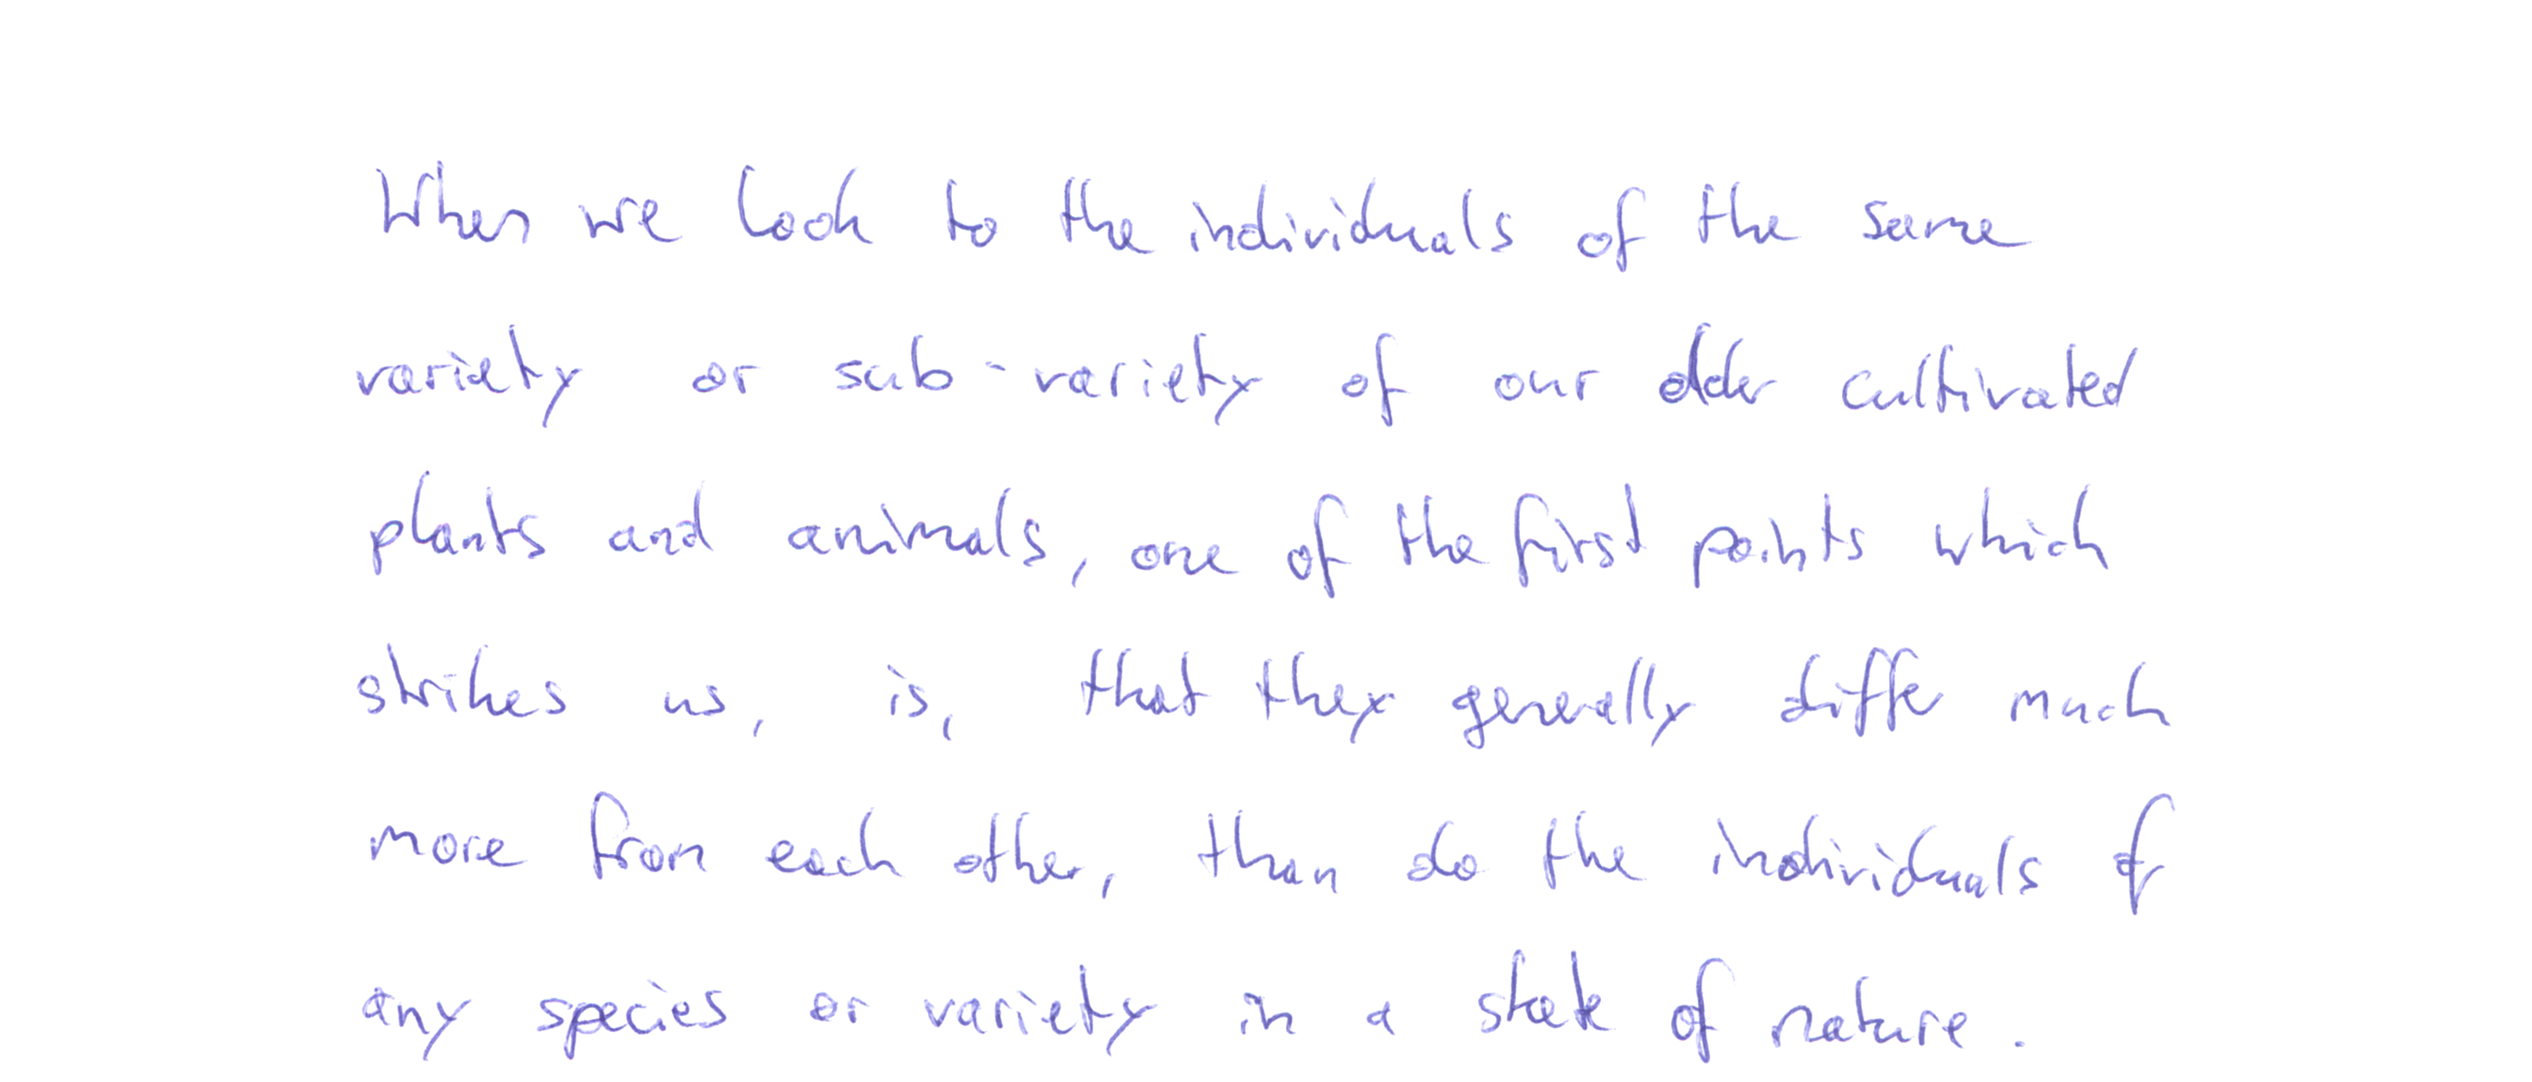 When we look to the individuals of the same
variety or sub-variety of our older cultivated
plants and animals, one of the first points which
strikes us, is, that they generally differ much
more from each other, than do the individuals of
any species or variety in a state of nature.